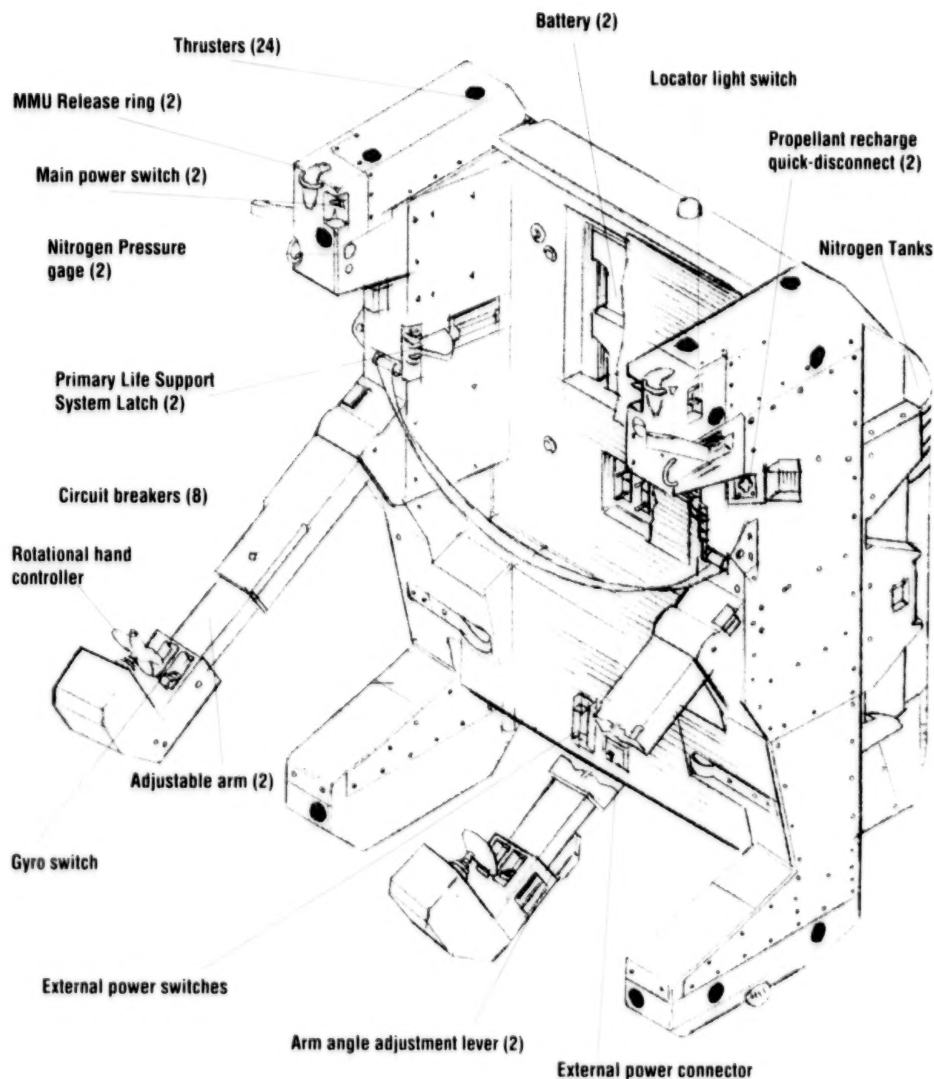 Battery (2)
Thrusters (24)
Locator light switch
MMU Release ring (2)
Propellant recharge
quick-disconnect (2)
Main power switch (2)
Nitrogen Pressure
gage (2)
Nitrogen Tanks
Primary Life Support
System Latch (2)
Circuit breakers (8)
Rotational hand
controller
Adjustable arm (2)
Gyro switch
External power switches
Arm angle adjustment lever (2)
External power connector